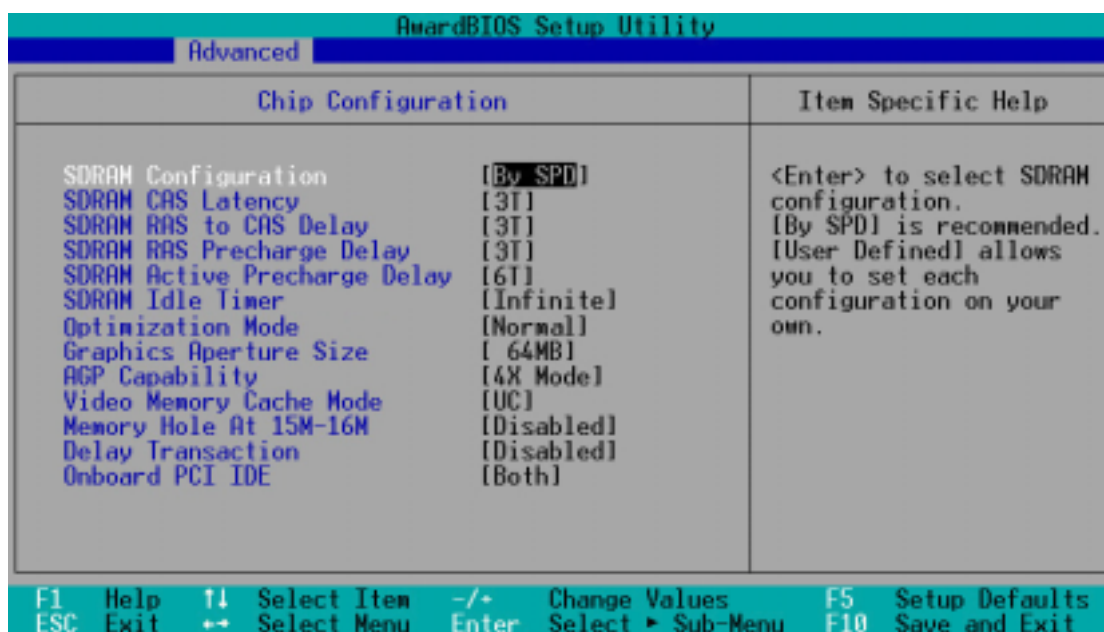 AwardBIOS Setup Utility
Advanced
Chip Configuration
Item Specific Help
SDRAM Configuration [By SPD]
SDRAM CAS Latency [3T]
SDRAM RAS to CAS Delay [3T]
SDRAM RAS Precharge Delay [3T]
SDRAM Active Precharge Delay [6T]
SDRAM Idle Timer [Infinite]
Optimization Mode [Normal]
Graphics Aperture Size [ 64MB]
AGP Capability [4X Mode]
Video Memory Cache Mode [UC]
Memory Hole At 15M-16M [Disabled]
Delay Transaction [Disabled]
Onboard PCI IDE [Both]
<Enter> to select SDRAM
configuration.
[By SPD] is recommended.
[User Defined] allows
you to set each
configuration on your
own.
F1 Help ↑↓ Select Item -/+ Change Values F5 Setup Defaults
ESC Exit ←→ Select Menu Enter Select ► Sub-Menu F10 Save and Exit